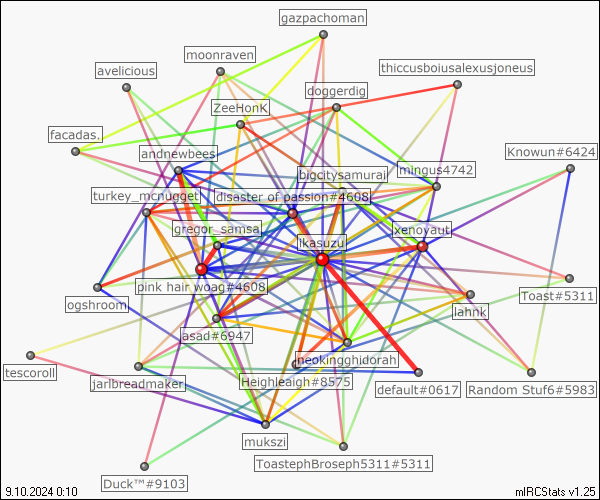 gazpachoman
moonraven
thiccusboiusalexusjoneus
avelicious
doggerdig
ZeeHonK
facadas.
andnewbees
Knowun#6424
bigcitysamurai
mingus4742
turkey_mcnugget
disaster of passion#4608
gregor_samsa
ikasuzu
xenoyaut
pink hair woag#4608
ogshroom
Toast#5311
lahnk
asad#6947
neokingghidorah
tescoroll
jarlbreadmaker
Heighleaigh#8575
default#0617
Random Stuf6#5983
mukszi
ToastephBroseph5311#5311
Duck™#9103
9.10.2024 0:10
mIRCStats v1.25